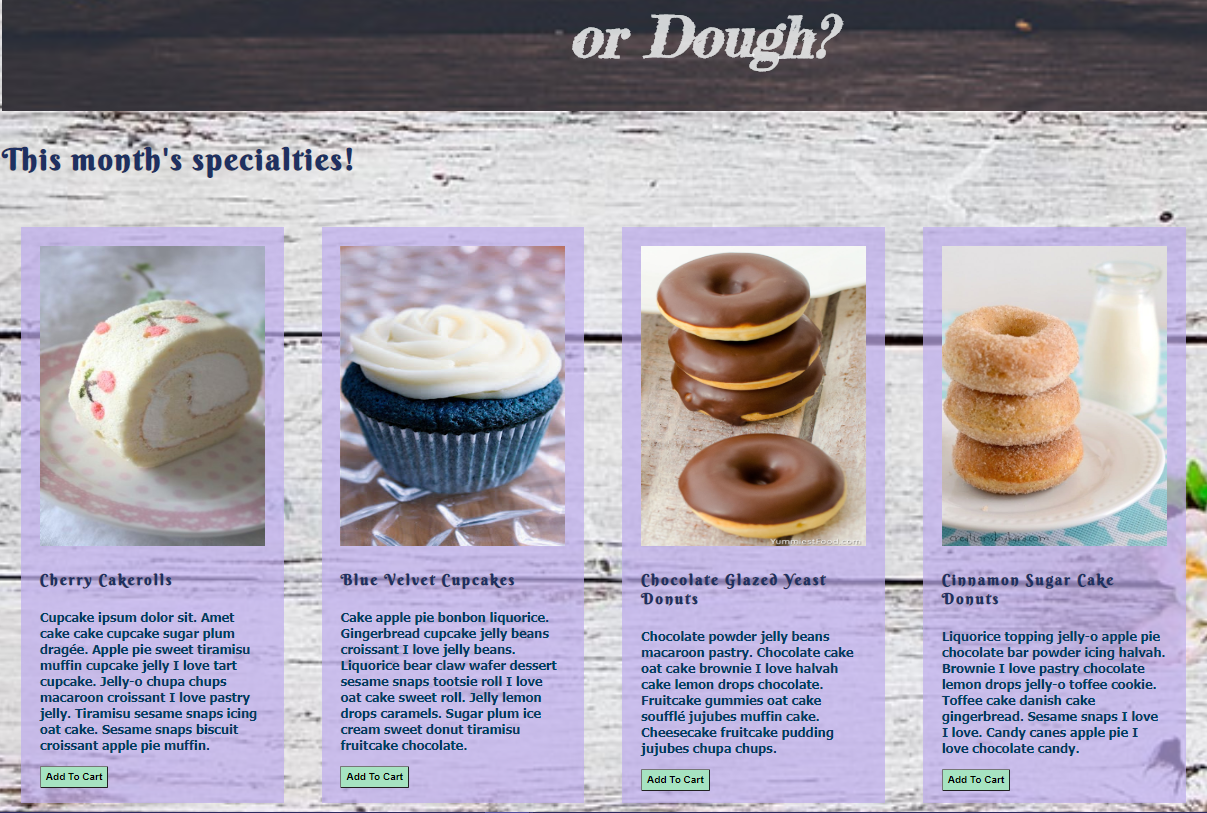 or Dough?
This month's specialties!
YummiestFood.com
Cherry Cakerolls
Cupcake ipsum dolor sit. Amet
cake cake cupcake sugar plum
dragée. Apple pie sweet tiramisu
muffin cupcake jelly I love tart
cupcake. Jelly-o chupa chups
macaroon croissant I love pastry
jelly. Tiramisu sesame snaps icing
oat cake. Sesame snaps biscuit
croissant apple pie muffin.
Add To Cart
Blue Velvet Cupcakes
Cake apple pie bonbon liquorice.
Gingerbread cupcake jelly beans
croissant I love jelly beans.
Liquorice bear claw wafer dessert
sesame snaps tootsie roll I love
oat cake sweet roll. Jelly lemon
drops caramels. Sugar plum ice
cream sweet donut tiramisu
fruitcake chocolate.
Add To Cart
Chocolate Glazed Yeast
Donuts
Chocolate powder jelly beans
macaroon pastry. Chocolate cake
oat cake brownie I love halvah
cake lemon drops chocolate.
Fruitcake gummies oat cake
soufflé jujubes muffin cake.
Cheesecake fruitcake pudding
jujubes chupa chups.
Add To Cart
Cinnamon Sugar Cake
Donuts
Liquorice topping jelly-o apple pie
chocolate bar powder icing halvah.
Brownie I love pastry chocolate
lemon drops jelly-o toffee cookie.
Toffee cake danish cake
gingerbread. Sesame snaps I love
I love. Candy canes apple pie I
love chocolate candy.
Add To Cart